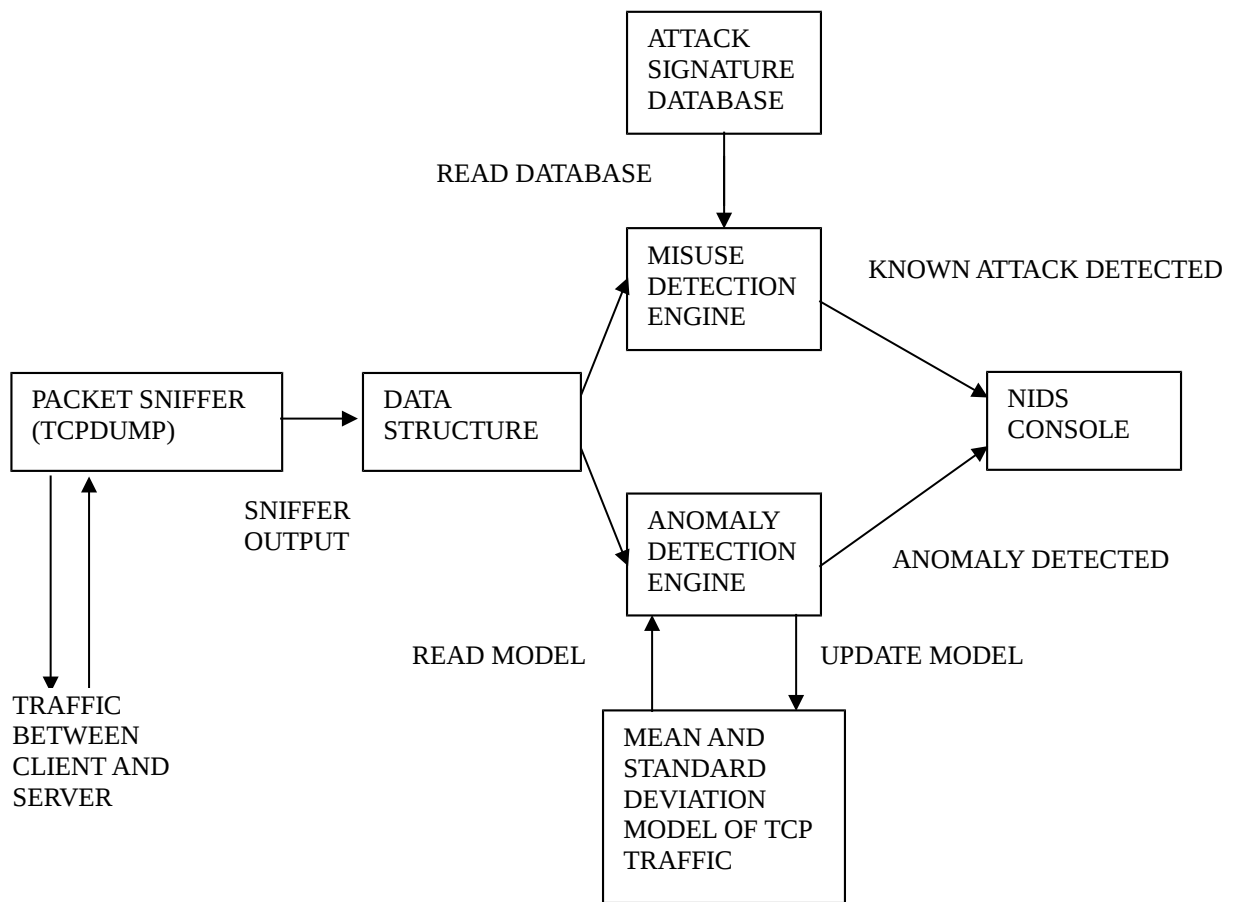 ATTACK
SIGNATURE
DATABASE
READ DATABASE
MISUSE
DETECTION
ENGINE
KNOWN ATTACK DETECTED
PACKET SNIFFER
(TCPDUMP)
DATA
STRUCTURE
NIDS
CONSOLE
SNIFFER
OUTPUT
ANOMALY
DETECTION
ENGINE
ANOMALY DETECTED
READ MODEL
UPDATE MODEL
TRAFFIC
BETWEEN
CLIENT AND
SERVER
MEAN AND
STANDARD
DEVIATION
MODEL OF TCP
TRAFFIC